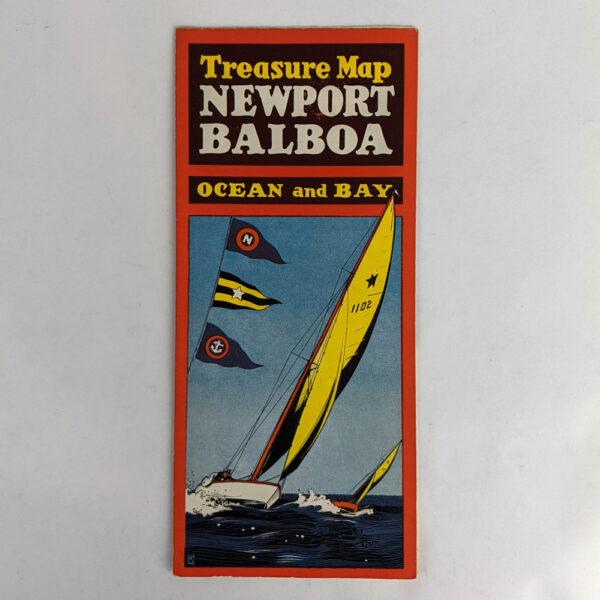 Treasure Map
NEWPORT
BALBOA
OCEAN and BAY
N
1102